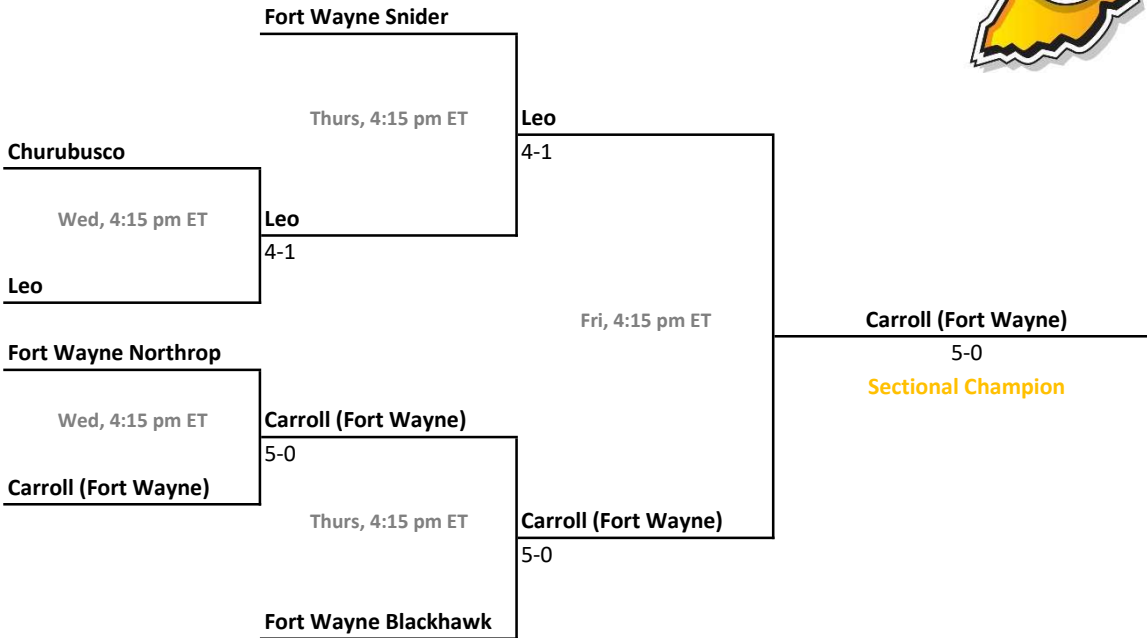 Fort Wayne Snider
Thurs, 4:15 pm ET
Leo
4-1
Churubusco
Wed, 4:15 pm ET
Leo
4-1
Leo
Fri, 4:15 pm ET
Carroll (Fort Wayne)
5-0
Sectional Champion
Fort Wayne Northrop
Wed, 4:15 pm ET
Carroll (Fort Wayne)
5-0
Carroll (Fort Wayne)
Thurs, 4:15 pm ET
Carroll (Fort Wayne)
5-0
Fort Wayne Blackhawk